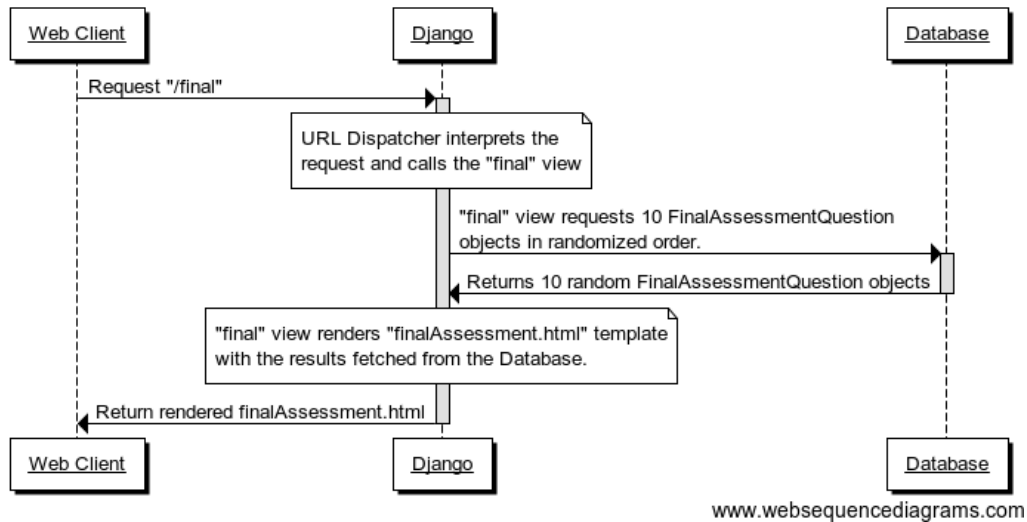 Web Client
Django
Database
Request "/final"
URL Dispatcher interprets the
request and calls the "final" view
"final" view requests 10 FinalAssessmentQuestion
objects in randomized order.
Returns 10 random FinalAssessmentQuestion objects
"final" view renders "finalAssessment.html" template
with the results fetched from the Database.
Return rendered finalAssessment.html
Web Client
Django
Database
www.websequencediagrams.com